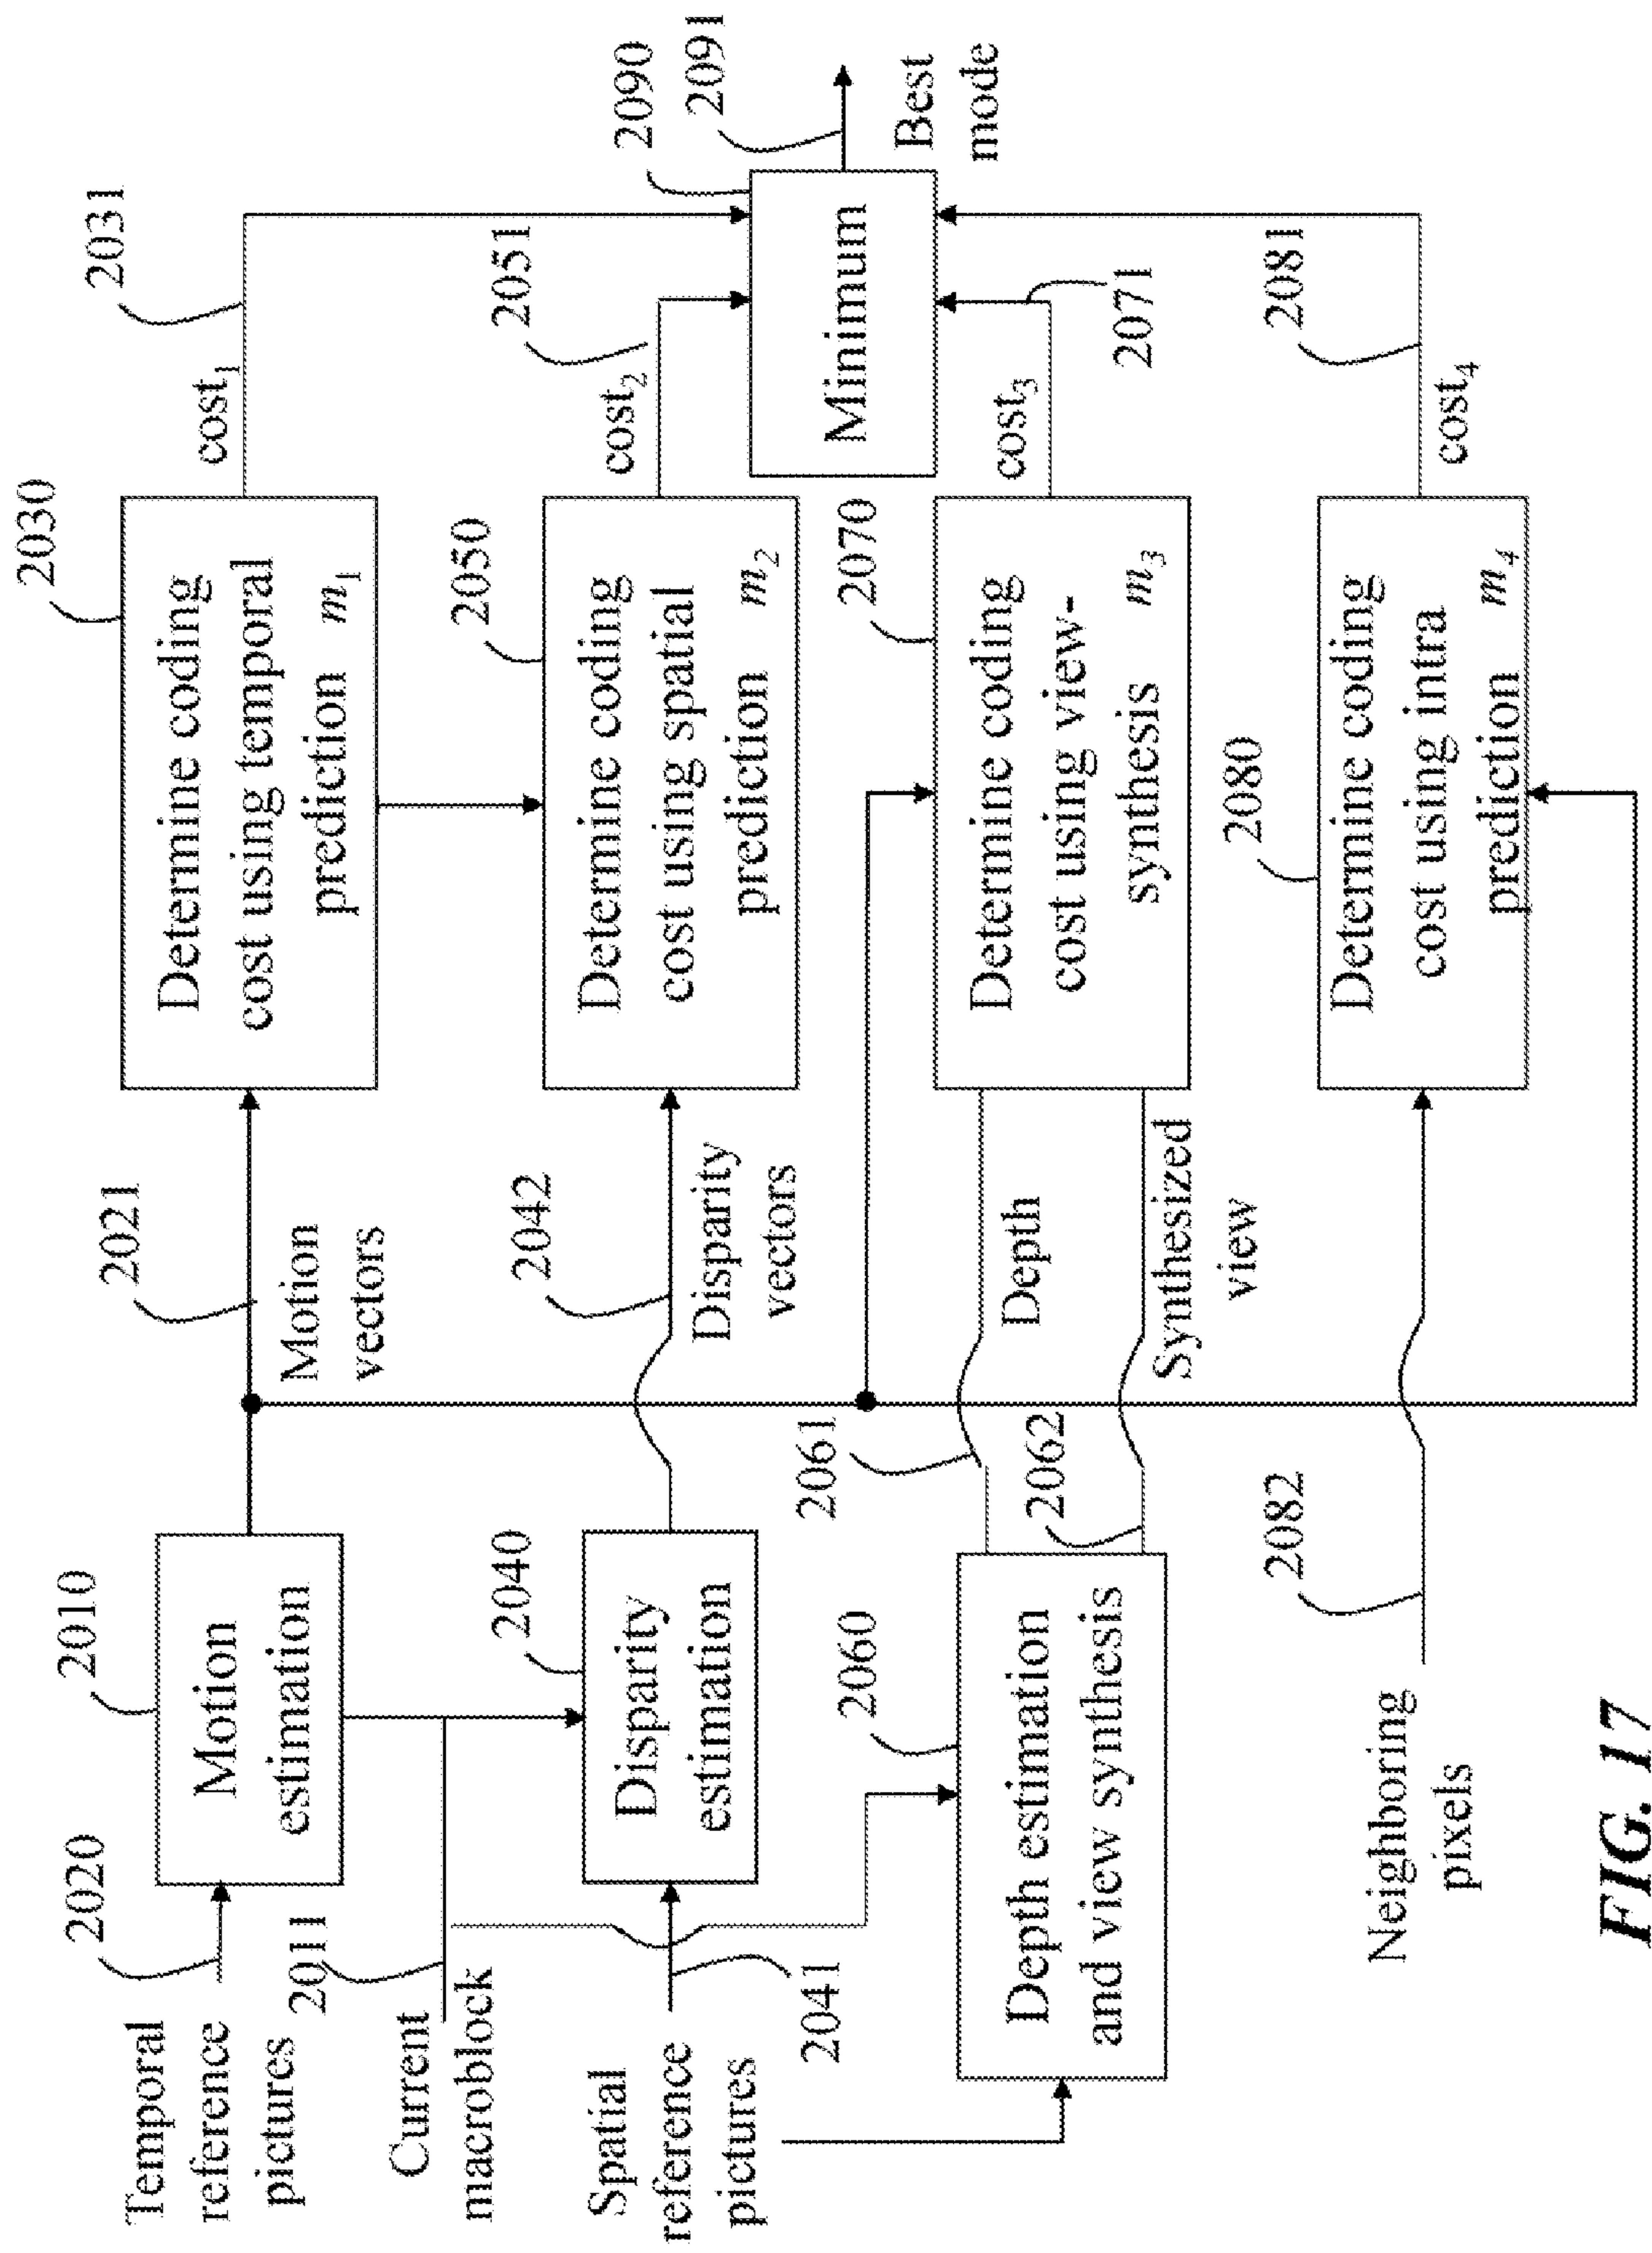 Temporal
reference
pictures
2020
2010
Motion
estimation
2021
Motion
vectors
2030
Determine coding
cost using temporal
prediction m1
cost1
2031
2011
Current
macroblock
2040
Disparity
estimation
2042
Disparity
vectors
2050
Determine coding
cost using spatial
prediction m2
cost2
2051
Spatial
reference
pictures
2041
2060
Depth estimation
and view synthesis
2061
Depth
2062
Synthesized
view
2070
Determine coding
cost using view-
synthesis m3
cost3
2071
Minimum
2090
2091
Best
mode
Neighboring
pixels
2082
2080
Determine coding
cost using intra
prediction m4
cost4
2081
FIG. 17